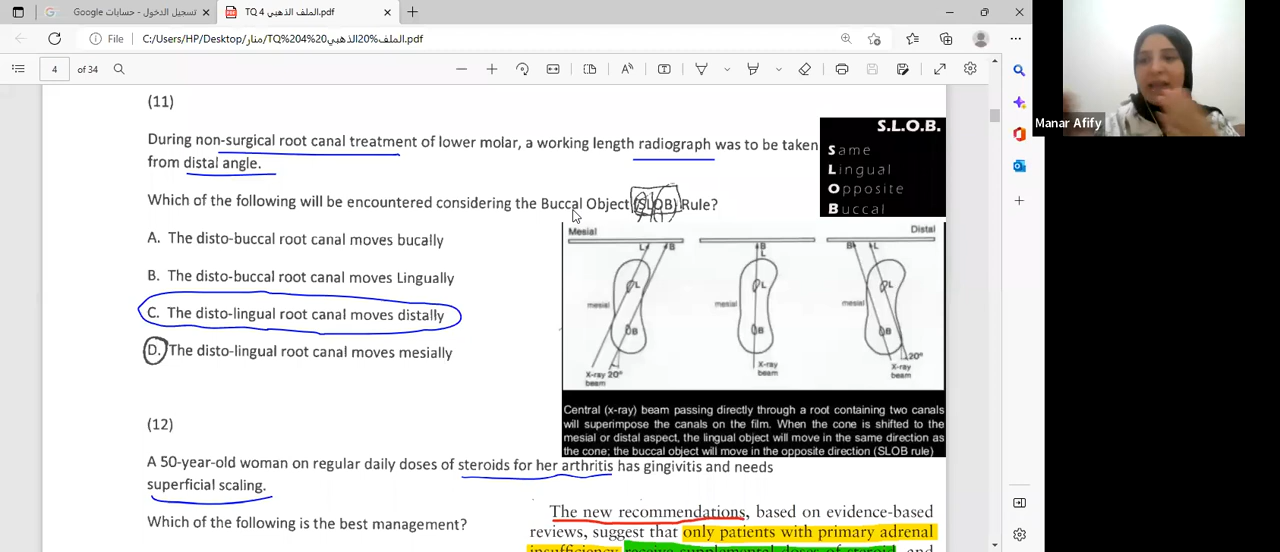 Google تسجيل الدخول - حسابات
TQ 4 الملف الذهبي.pdf
File
C:/Users/HP/Desktop/منار/TQ%204%20الملف%20الذهبي.pdf
4
of 34
(11)
During non-surgical root canal treatment of lower molar, a working length radiograph was to be taken
from distal angle.
Which of the following will be encountered considering the Buccal Object (SLOB) Rule?
A. The disto-buccal root canal moves bucally
B. The disto-buccal root canal moves Lingually
C. The disto-lingual root canal moves distally
D. The disto-lingual root canal moves mesially
S.L.O.B.
Same
Lingual
Opposite
Buccal
Mesial
Distal
L B
B
L
B L
mesial
L
B
X-ray 20°
beam
mesial
L
B
X-ray
beam
mesial
L
B
20°
X-ray
beam
Central (x-ray) beam passing directly through a root containing two canals
will superimpose the canals on the film. When the cone is shifted to the
mesial or distal aspect, the lingual object will move in the same direction as
the cone; the buccal object will move in the opposite direction (SLOB rule)
(12)
A 50-year-old woman on regular daily doses of steroids for her arthritis has gingivitis and needs
superficial scaling.
Which of the following is the best management?
The new recommendations, based on evidence-based
reviews, suggest that only patients with primary adrenal
insufficiency receive supplemental doses of steroid, and
Manar Afify